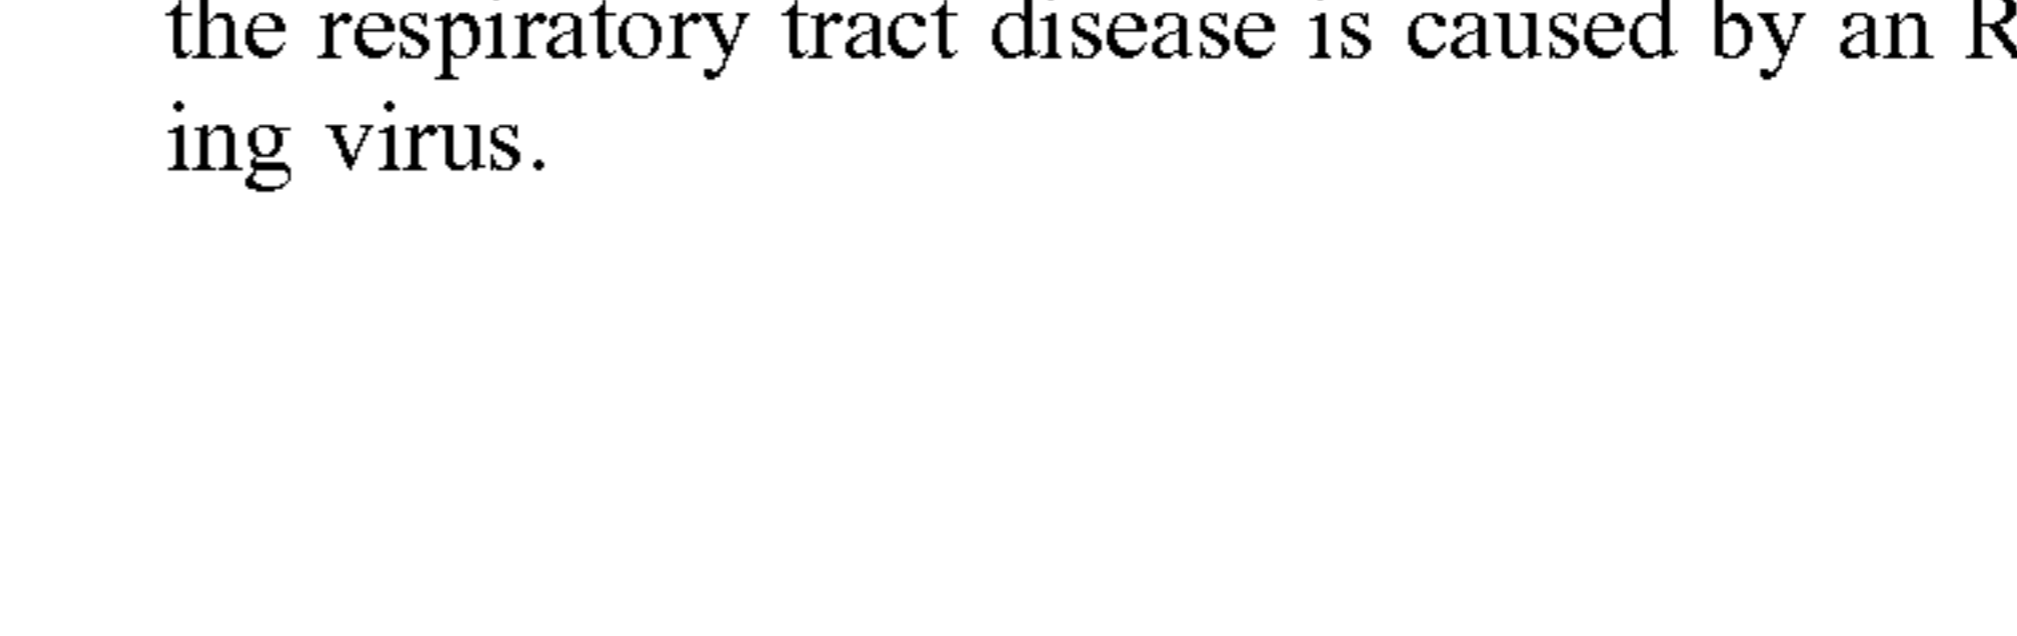 the respiratory tract disease is caused by an
ing virus.